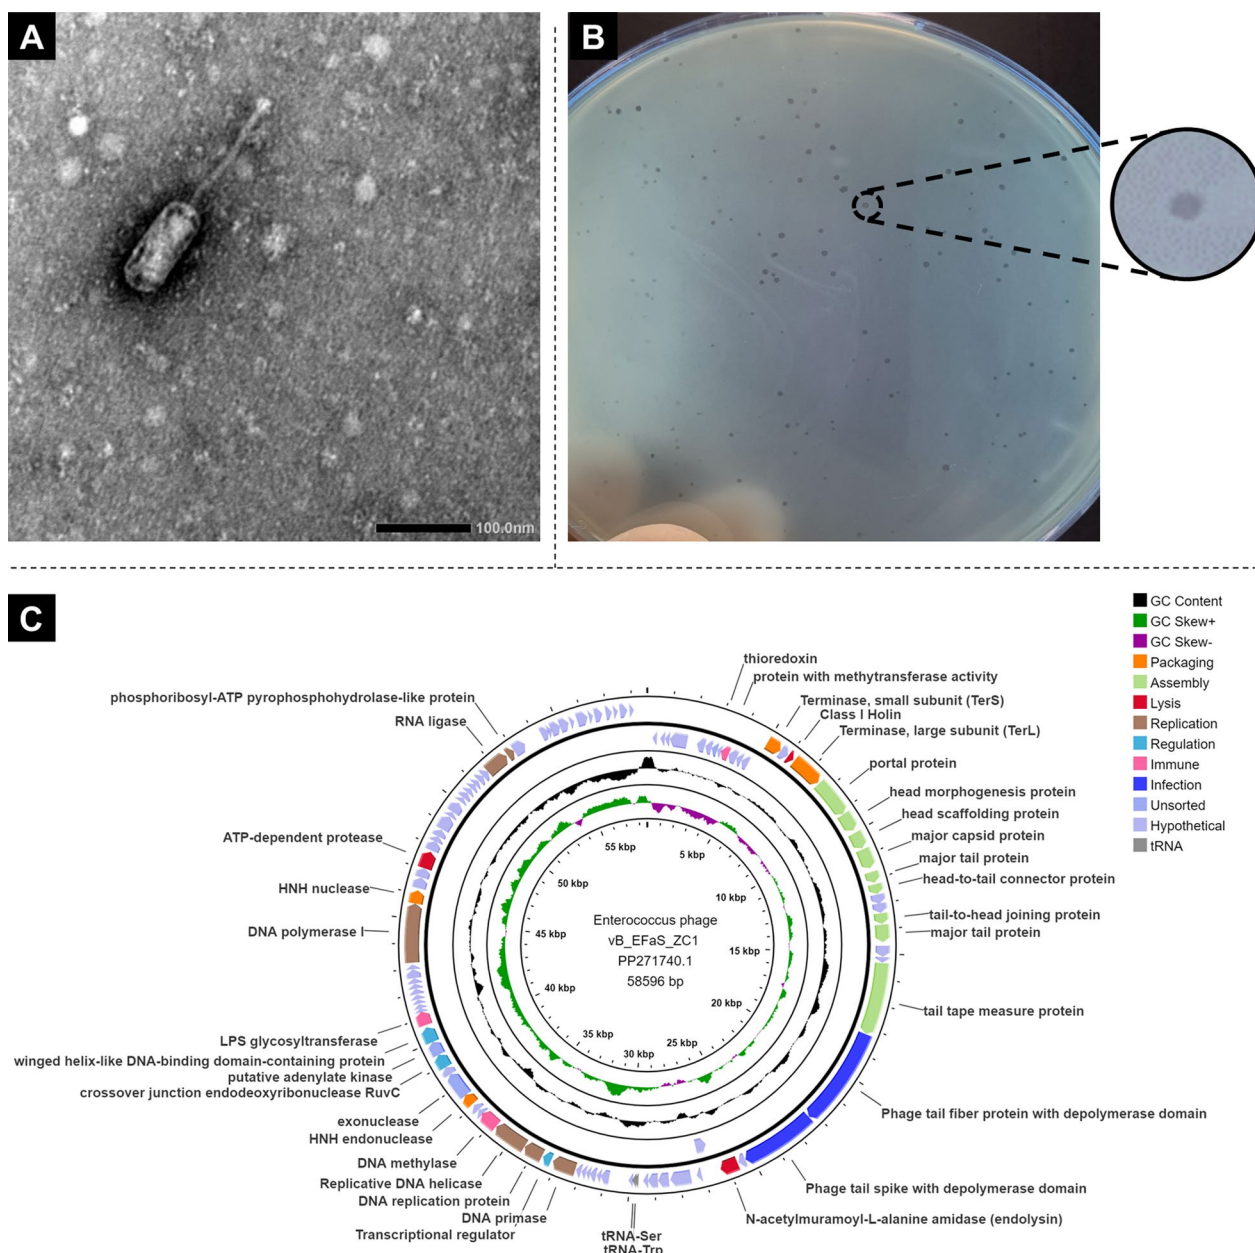 A
100.0nm
B
C
GC Content
GC Skew+
GC Skew-
Packaging
Assembly
Lysis
Replication
Regulation
Immune
Infection
Unsorted
Hypothetical
tRNA
thioredoxin
protein with methytransferase activity
Terminase, small subunit (TerS)
Class I Holin
Terminase, large subunit (TerL)
portal protein
head morphogenesis protein
head scaffolding protein
major capsid protein
major tail protein
head-to-tail connector protein
tail-to-head joining protein
major tail protein
tail tape measure protein
Phage tail fiber protein with depolymerase domain
Phage tail spike with depolymerase domain
N-acetylmuramoyl-L-alanine amidase (endolysin)
tRNA-Ser
tRNA-Trp
phosphoribosyl-ATP pyrophosphohydrolase-like protein
RNA ligase
ATP-dependent protease
HNH nuclease
DNA polymerase I
LPS glycosyltransferase
winged helix-like DNA-binding domain-containing protein
putative adenylate kinase
crossover junction endodeoxyribonuclease RuvC
exonuclease
HNH endonuclease
DNA methylase
Replicative DNA helicase
DNA replication protein
DNA primase
Transcriptional regulator
5 kbp
10 kbp
15 kbp
20 kbp
25 kbp
30 kbp
35 kbp
40 kbp
45 kbp
50 kbp
55 kbp
Enterococcus phage
vB_EFaS_ZC1
PP271740.1
58596 bp